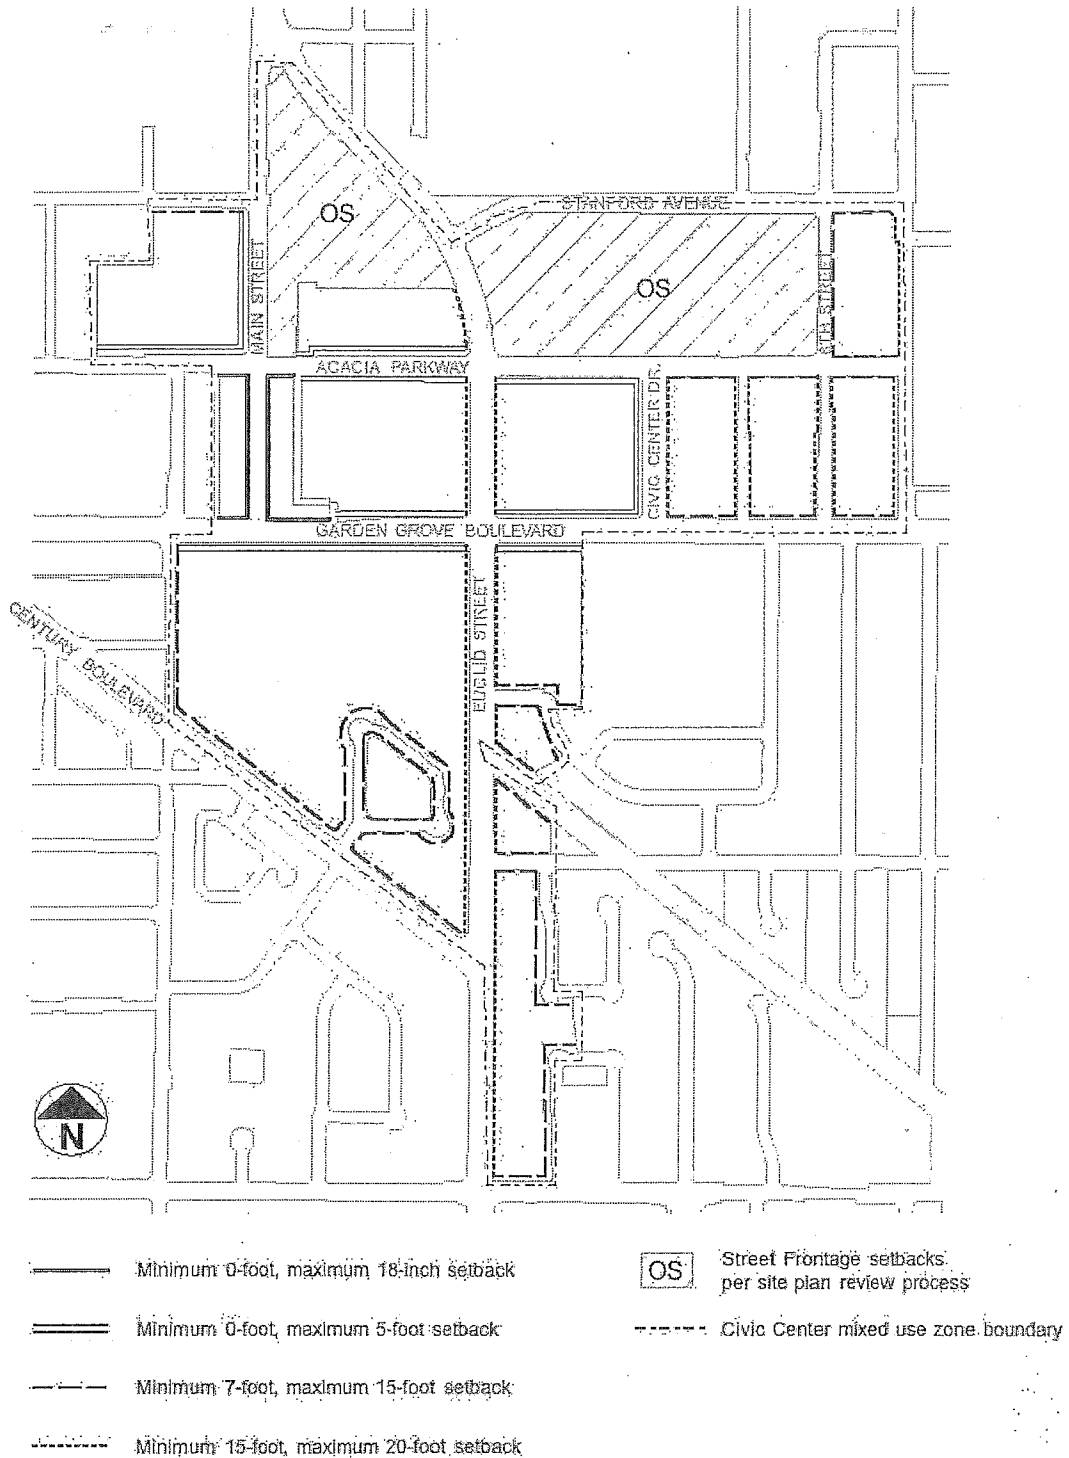 OS
STANFORD AVENUE
MAIN STREET
OS
8TH STREET
ACACIA PARKWAY
CIVIC CENTER DR.
GARDEN GROVE BOULEVARD
EUCLID STREET
CENTURY BOULEVARD
N
Minimum 0-foot, maximum 18-inch setback
Minimum 0-foot, maximum 5-foot setback
Minimum 7-foot, maximum 15-foot setback
Minimum 15-foot, maximum 20-foot setback
OS
Street Frontage setbacks
per site plan review process
Civic Center mixed use zone boundary